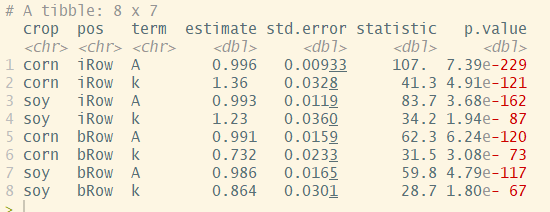 # A tibble: 8 x 7
crop pos term estimate std.error statistic p.value
<chr> <chr> <chr> <dbl> <dbl> <dbl> <dbl>
1 corn iRow A 0.996 0.00933 107. 7.39e-229
2 corn iRow k 1.36 0.0328 41.3 4.91e-121
3 soy iRow A 0.993 0.0119 83.7 3.68e-162
4 soy iRow k 1.23 0.0360 34.2 1.94e- 87
5 corn bRow A 0.991 0.0159 62.3 6.24e-120
6 corn bRow k 0.732 0.0233 31.5 3.08e- 73
7 soy bRow A 0.986 0.0165 59.8 4.79e-117
8 soy bRow k 0.864 0.0301 28.7 1.80e- 67
>